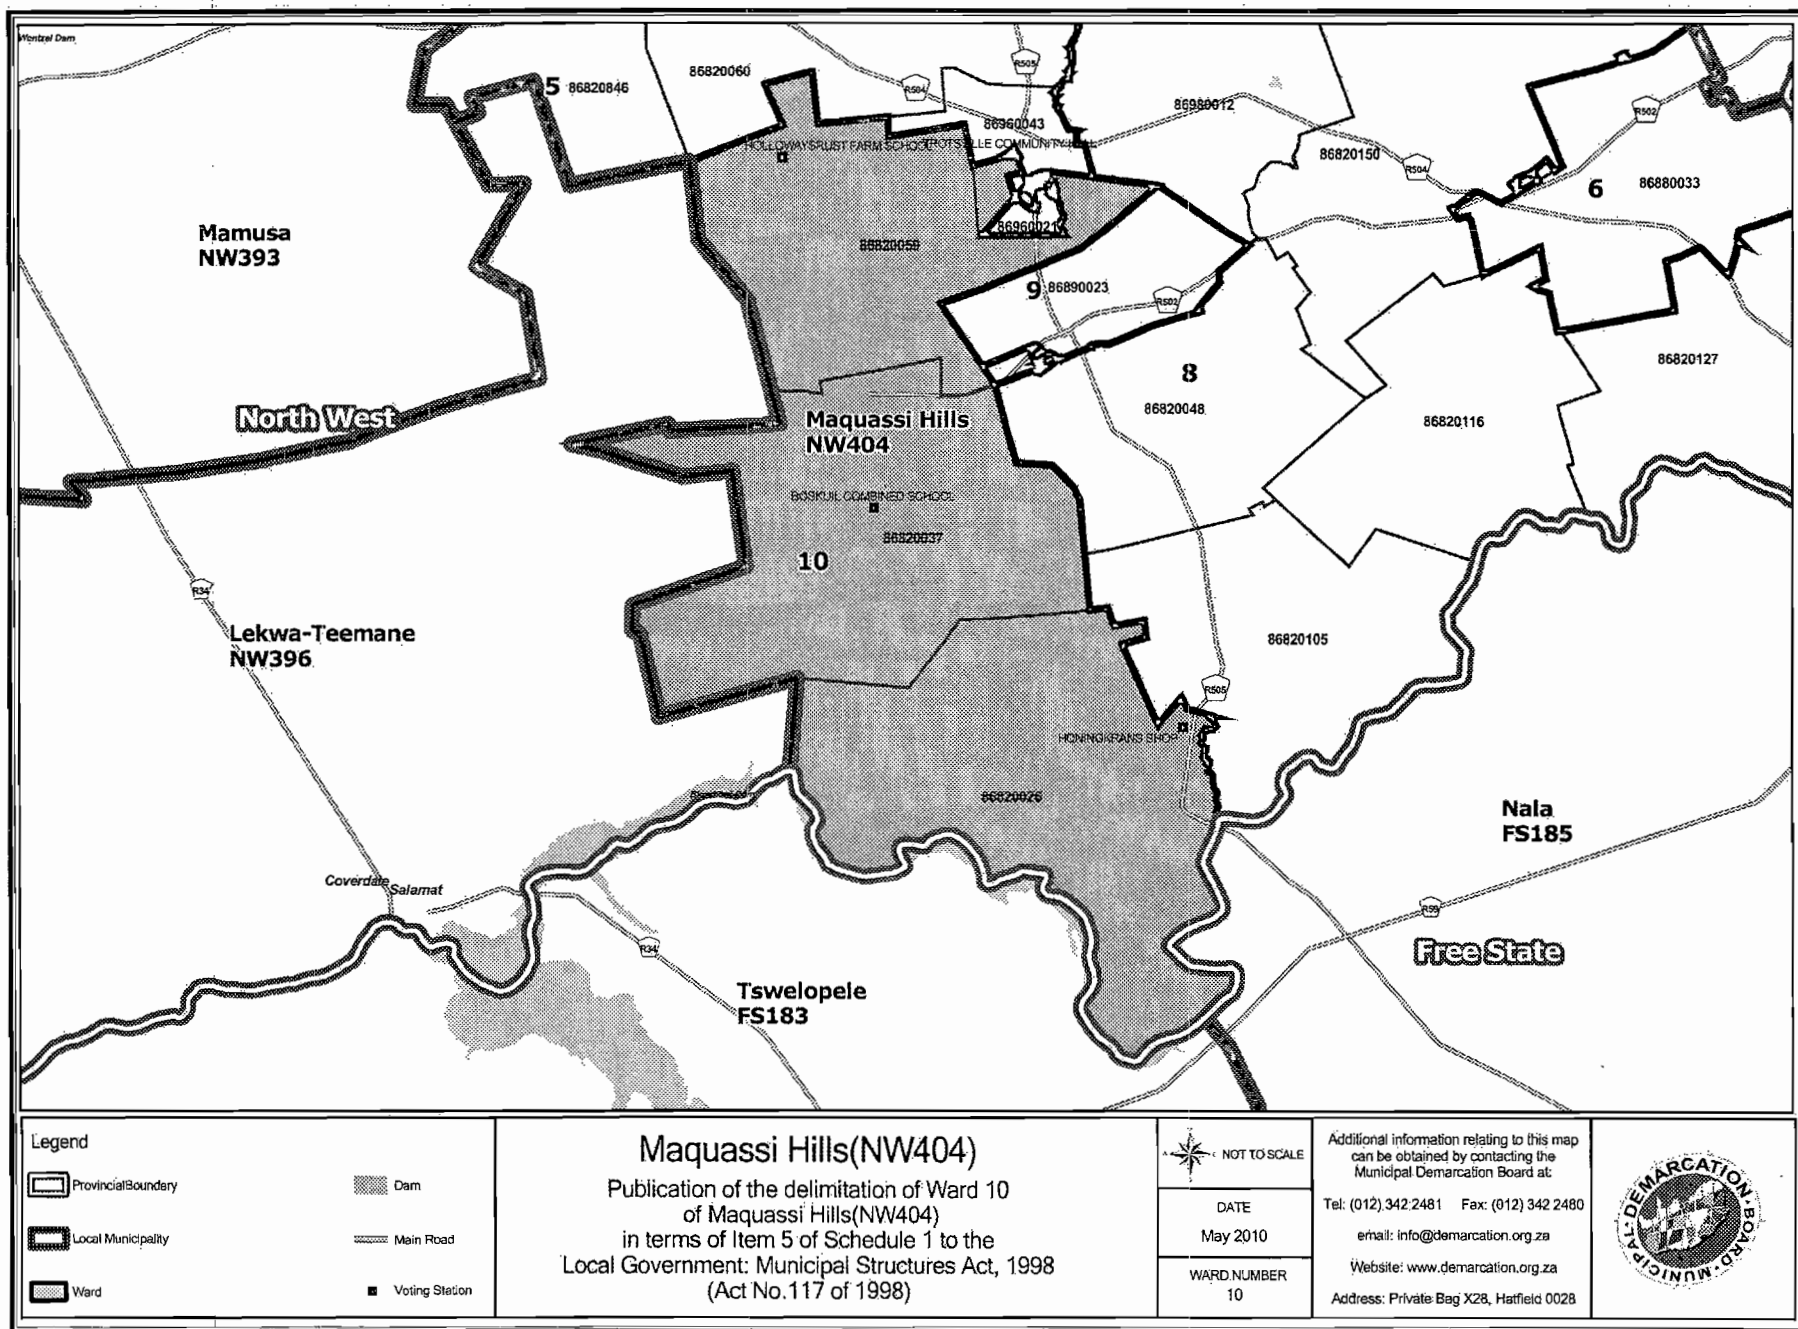 Wentzel Dam
5
86820846
86820060
R504
R505
86960043
86980012
R502
HOLLOWAYSRUST FARM SCHOOL
COMMUNITY
86820150
R504
6
86880033
Mamusa
NW393
86820059
86960021
9
86890023
R502
8
86820048
86820127
North West
Maquassi Hills
NW404
86820116
BOSKUIL COMBINED SCHOOL
86820037
10
R34
Lekwa-Teemane
NW396
86820105
R505
HONINGKRANS SHOP
86820026
Nala
FS185
Coverdale
Salamat
R59
R34
Free State
Tswelopele
FS183
Legend
ProvincialBoundary
Dam
Local Municipality
Main Road
Ward
Voting Station
Maquassi Hills(NW404)
Publication of the delimitation of Ward 10
of Maquassi Hills(NW404)
in terms of Item 5 of Schedule 1 to the
Local Government: Municipal Structures Act, 1998
(Act No.117 of 1998)
NOT TO SCALE
DATE
May 2010
WARD NUMBER
10
Additional information relating to this map
can be obtained by contacting the
Municipal Demarcation Board at:
Tel: (012) 342 2481 Fax: (012) 342 2480
email: info@demarcation.org.za
Website: www.demarcation.org.za
Address: Private Bag X28, Hatfield 0028
MUNICIPAL DEMARCATION BOARD